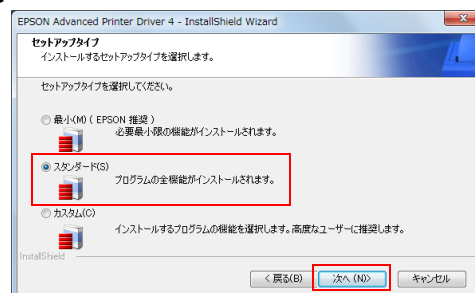 EPSON Advanced Printer Driver 4 - InstallShield Wizard
セットアップタイプ
インストールするセットアップタイプを選択します。
セットアップタイプを選択してください。
最小(M) ( EPSON 推奨 )
必要最小限の機能がインストールされます。
スタンダード(S)
プログラムの全機能がインストールされます。
カスタム(C)
インストールするプログラムの機能を選択します。高度なユーザーに推奨します。
InstallShield
< 戻る(B)
次へ (N)>
キャンセル